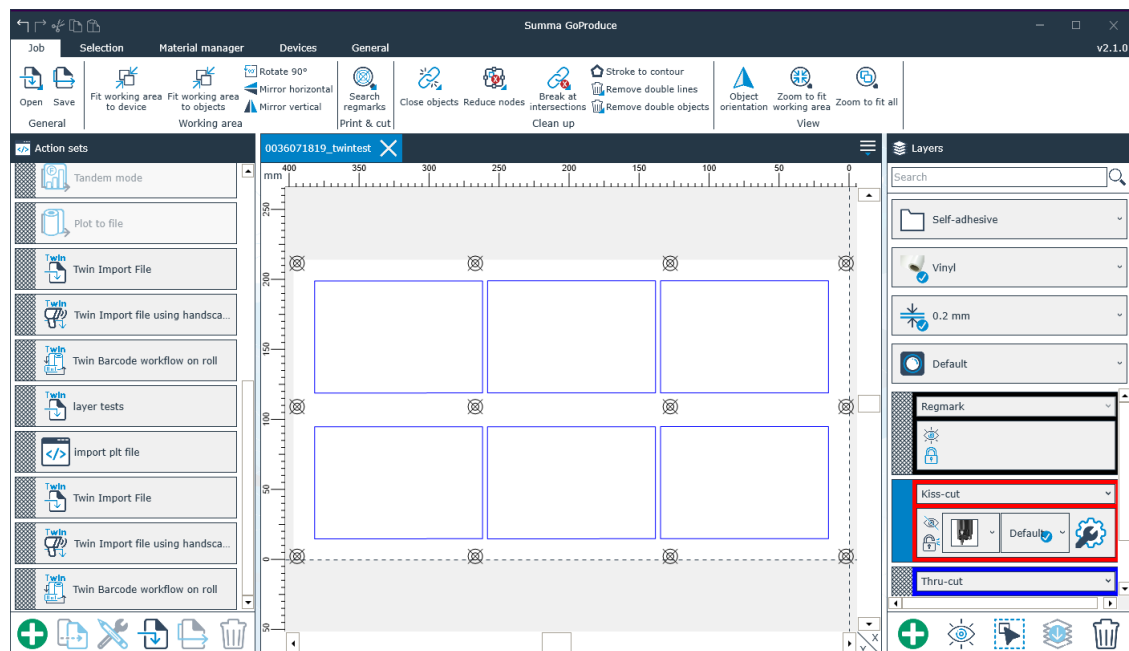 Summa GoProduce
Job Selection Material manager Devices General v2.1.0
Open Save
General
Fit working area to device
Fit working area to objects
Rotate 90°
Mirror horizontal
Mirror vertical
Working area
Search regmarks
Print & cut
Close objects
Reduce nodes
Break at intersections
Stroke to contour
Remove double lines
Remove double objects
Clean up
Object orientation
Zoom to fit working area
Zoom to fit all
View
Action sets
Tandem mode
Plot to file
Twin Import File
Twin Import file using handsca...
Twin Barcode workflow on roll
layer tests
import plt file
Twin Import File
Twin Import file using handsca...
Twin Barcode workflow on roll
0036071819_twintest
mm 400 350 300 250 200 150 100 50 0
250
200
150
100
50
0
50
X
Layers
Search
Self-adhesive
Vinyl
0.2 mm
Default
Regmark
Kiss-cut
Default
Thru-cut